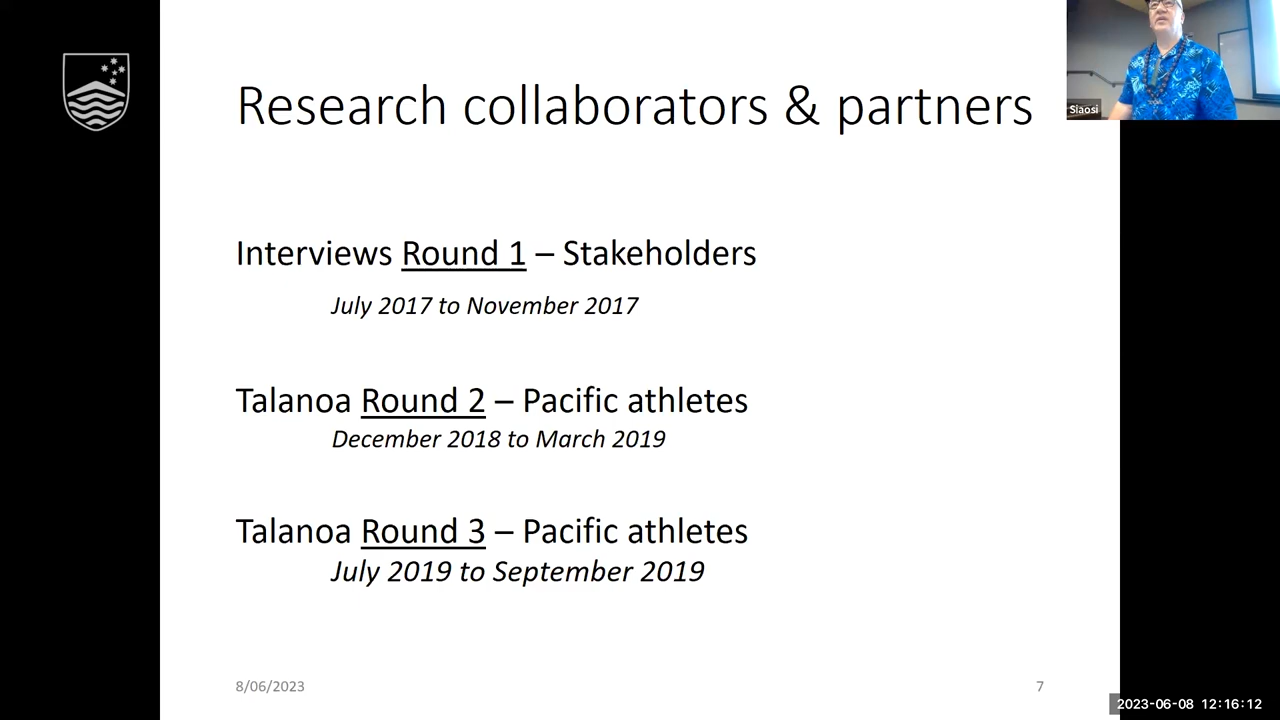 Research collaborators & partners
Siaosi
Interviews Round 1 – Stakeholders
July 2017 to November 2017
Talanoa Round 2 – Pacific athletes
December 2018 to March 2019
Talanoa Round 3 – Pacific athletes
July 2019 to September 2019
8/06/2023
7
2023-06-08 12:16:12